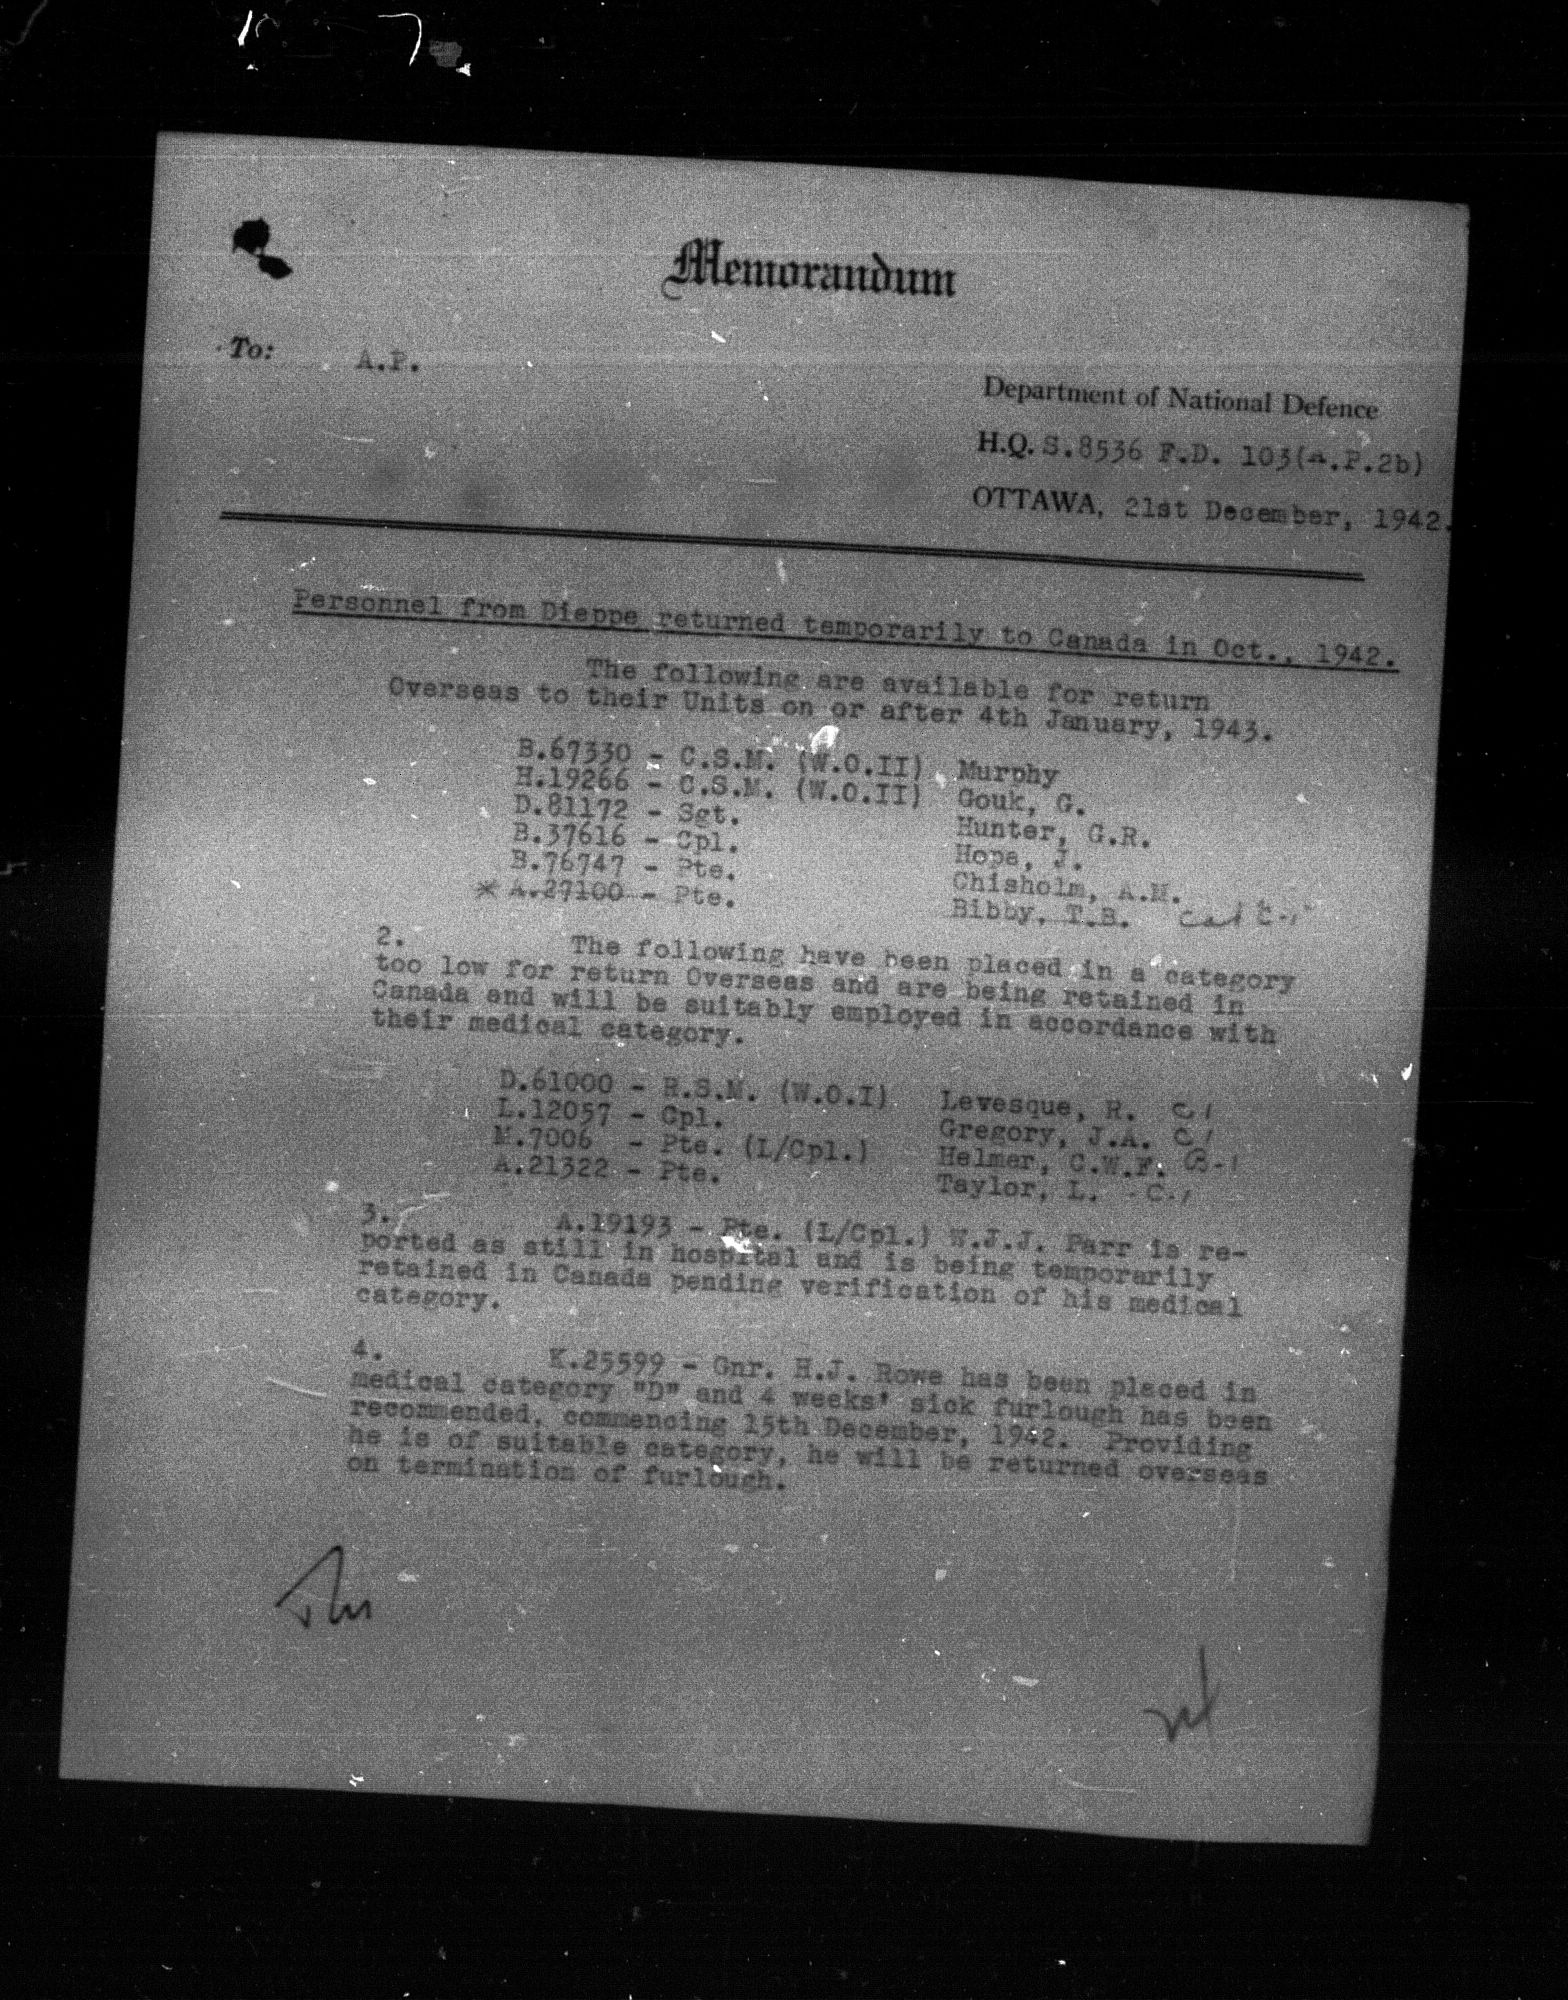 Memorandum
To: A.P.
Department of National Defence
H.Q. S.8536 F.D. 103(A.P.2b)
OTTAWA, 21st December, 1942.
Personnel from Dieppe returned temporarily to Canada in Oct., 1942.
The following are available for return
Overseas to their Units on or after 4th January, 1943.
B.67330 - C.S.M. (W.O.II) Murphy
H.19266 - C.S.M. (W.O.II) Gouk, G.
D.81172 - Sgt. Hunter, G.R.
B.37616 - Cpl. Hope, J.
B.76747 - Pte. Chisholm, A.M.
* A.27100 - Pte. Bibby, T.B. Cat C-1
2. The following have been placed in a category
too low for return Overseas and are being retained in
Canada and will be suitably employed in accordance with
their medical category.
D.61000 - R.S.M. (W.O.I) Levesque, R. C1
L.12057 - Cpl. Gregory, J.A. C1
M.7006 - Pte. (L/Cpl.) Helmer, C.W.F. B-1
A.21322 - Pte. Taylor, L. - C-1
3. A.19193 - Pte. (L/Cpl.) W.J.J. Parr is re-
ported as still in hospital and is being temporarily
retained in Canada pending verification of his medical
category.
4. K.25599 - Gnr. H.J. Rowe has been placed in
medical category "D" and 4 weeks' sick furlough has been
recommended, commencing 15th December, 1942. Providing
he is of suitable category, he will be returned overseas
on termination of furlough.